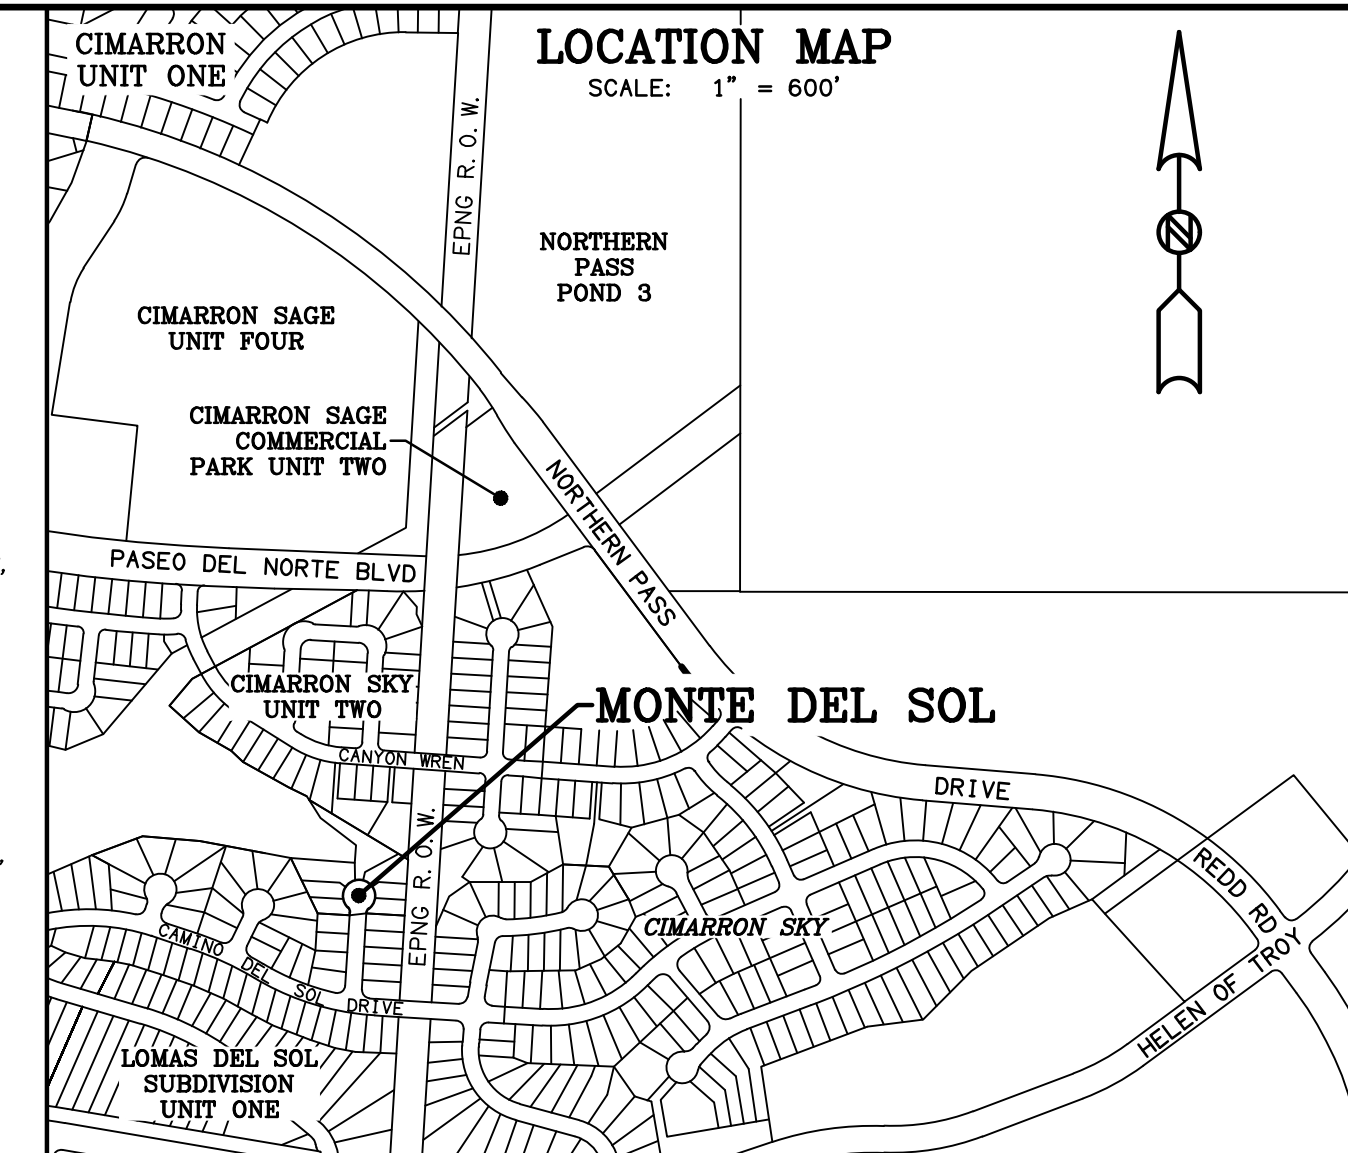 LOCATION MAP
SCALE: 1" = 600'
CIMARRON
UNIT ONE
EPNG R. O. W.
N
NORTHERN
PASS
POND 3
CIMARRON SAGE
UNIT FOUR
CIMARRON SAGE
COMMERCIAL
PARK UNIT TWO
NORTHERN PASS
PASEO DEL NORTE BLVD
CIMARRON SKY
UNIT TWO
MONTE DEL SOL
CANYON WREN
DRIVE
EPNG R. O. W.
REDD RD
CIMARRON SKY
CAMINO DEL SOL DRIVE
HELEN OF TROY
LOMAS DEL SOL
SUBDIVISION
UNIT ONE